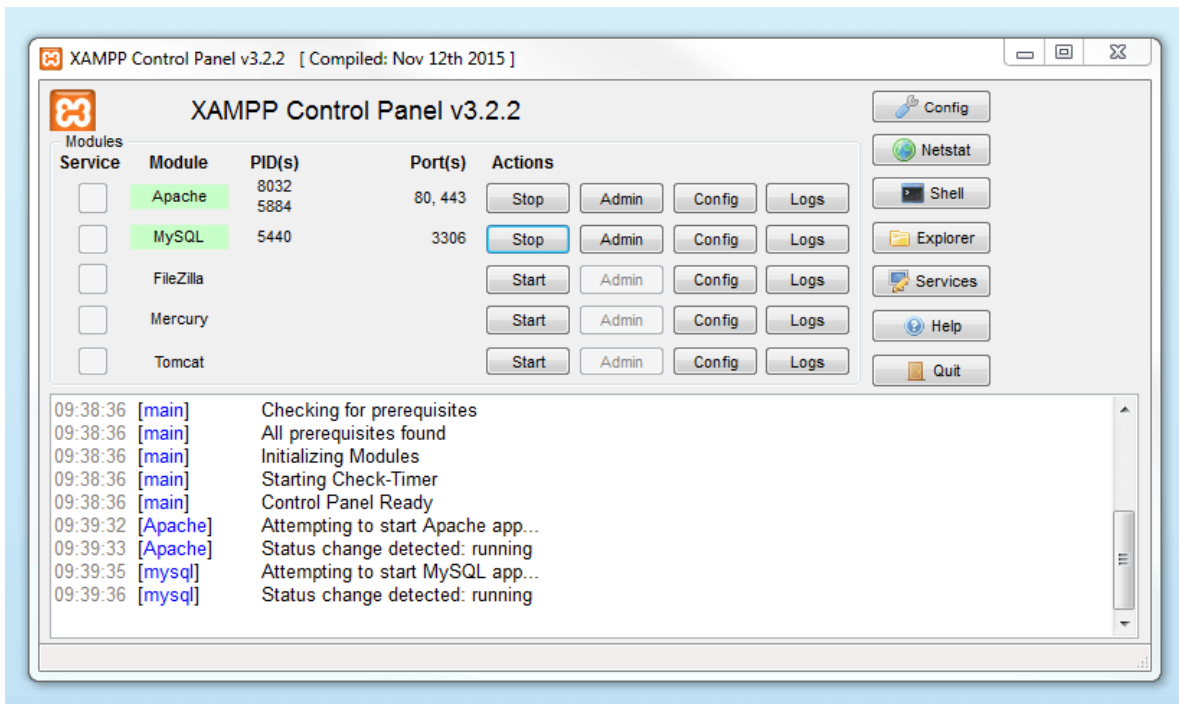 XAMPP Control Panel v3.2.2 [ Compiled: Nov 12th 2015 ]
XAMPP Control Panel v3.2.2
Config
Netstat
Shell
Explorer
Services
Help
Quit
Modules
Service Module PID(s) Port(s) Actions
Apache 8032 5884 80, 443 Stop Admin Config Logs
MySQL 5440 3306 Stop Admin Config Logs
FileZilla Start Admin Config Logs
Mercury Start Admin Config Logs
Tomcat Start Admin Config Logs
09:38:36 [main] Checking for prerequisites
09:38:36 [main] All prerequisites found
09:38:36 [main] Initializing Modules
09:38:36 [main] Starting Check-Timer
09:38:36 [main] Control Panel Ready
09:39:32 [Apache] Attempting to start Apache app...
09:39:33 [Apache] Status change detected: running
09:39:35 [mysql] Attempting to start MySQL app...
09:39:36 [mysql] Status change detected: running